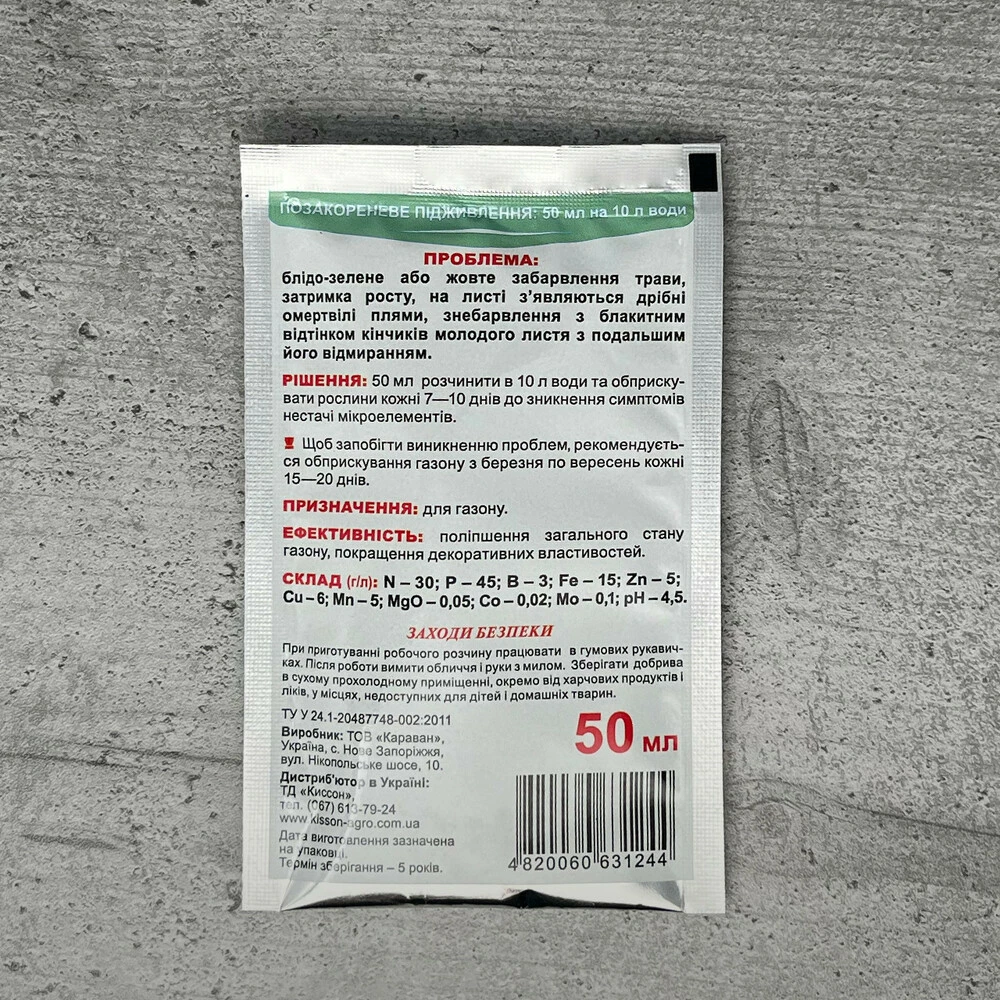 ПОЗАКОРЕНЕВЕ ПІДЖИВЛЕННЯ: 50 мл на 10 л води
ПРОБЛЕМА:
блідо-зелене або жовте забарвлення трави,
затримка росту, на листі з’являються дрібні
омертвілі плями, знебарвлення з блакитним
відтінком кінчиків молодого листя з подальшим
його відмиранням.
РІШЕННЯ: 50 мл розчинити в 10 л води та обприску-
вати рослини кожні 7—10 днів до зникнення симптомів
нестачі мікроелементів.
Щоб запобігти виникненню проблем, рекомендуєть-
ся обприскування газону з березня по вересень кожні
15—20 днів.
ПРИЗНАЧЕННЯ: для газону.
ЕФЕКТИВНІСТЬ: поліпшення загального стану
газону, покращення декоративних властивостей.
СКЛАД (г/л): N – 30; P – 45; B – 3; Fe – 15; Zn – 5;
Cu – 6; Mn – 5; MgO – 0,05; Co – 0,02; Mo – 0,1; pH – 4,5.
ЗАХОДИ БЕЗПЕКИ
При приготуванні робочого розчину працювати в гумових рукавич-
ках. Після роботи вимити обличчя і руки з милом. Зберігати добрива
в сухому прохолодному приміщенні, окремо від харчових продуктів і
ліків, у місцях, недоступних для дітей і домашніх тварин.
ТУ У 24.1-20487748-002:2011
Виробник: ТОВ «Караван»,
Україна, с. Нове Запоріжжя,
вул. Нікопольське шосе, 10.
Дистриб'ютор в Україні:
ТД «Киссон»,
тел. (067) 613-79-24
www.kisson-agro.com.ua
Дата виготовлення зазначена
на упаковці.
Термін зберігання – 5 років.
50 мл
4 820060 631244